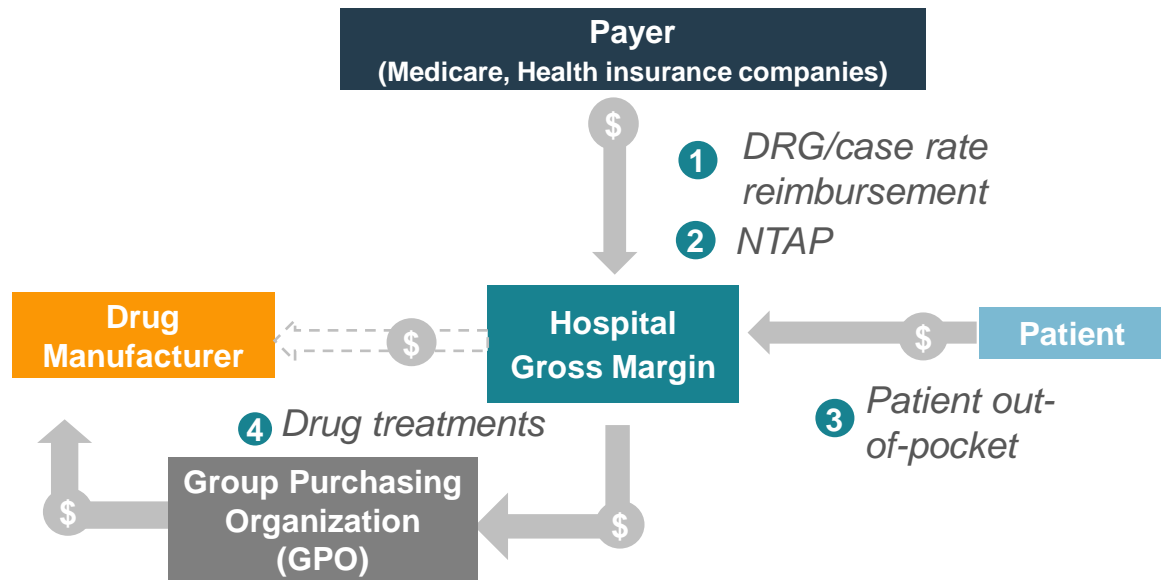 Payer
(Medicare, Health insurance companies)
$
1 DRG/case rate
reimbursement
2 NTAP
Drug
Manufacturer
$
Hospital
Gross Margin
$
Patient
3 Patient out-
of-pocket
4 Drug treatments
Group Purchasing
Organization
(GPO)
$
$